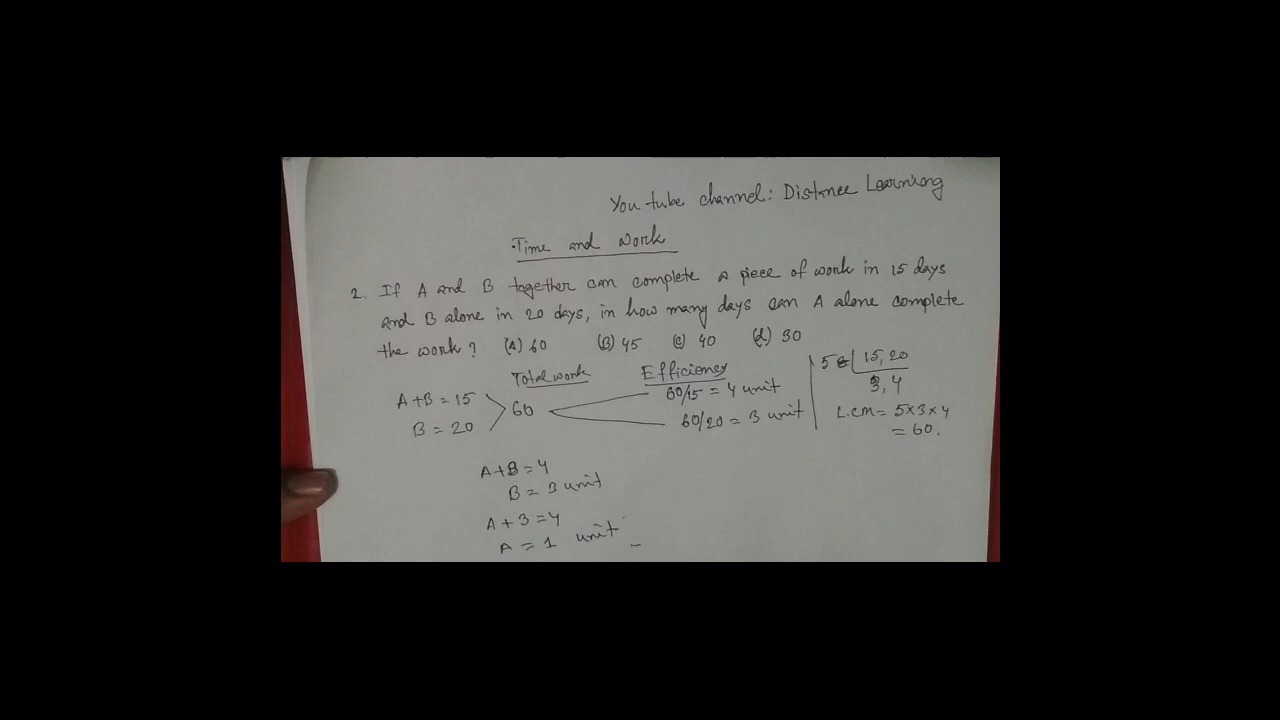 You tube channel: Distance Learning
Time and work
2. If A and B together can complete a piece of work in 15 days
and B alone in 20 days, in how many days can A alone complete
the work? (A) 60 (B) 45 (c) 40 (d) 30
Total work Efficiency
A+B = 15
B = 20
60
60/15 = 4 unit
60/20 = 3 unit
5 15, 20
3, 4
L.cm = 5x3x4
= 60.
A+B = 4
B = 3 unit
A + 3 = 4
A = 1 unit